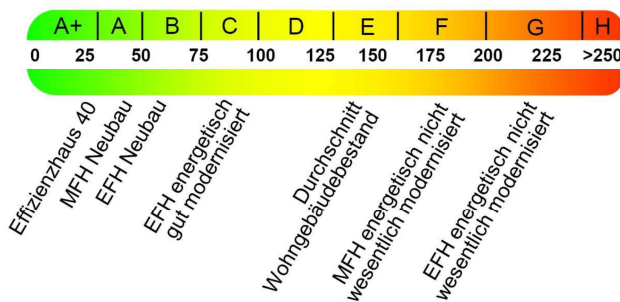 A+ A B C D E F G H
0 25 50 75 100 125 150 175 200 225 >250
Effizienzhaus 40
MFH Neubau
EFH Neubau
EFH energetisch
gut modernisiert
Durchschnitt
Wohngebäudebestand
MFH energetisch nicht
wesentlich modernisiert
EFH energetisch nicht
wesentlich modernisiert